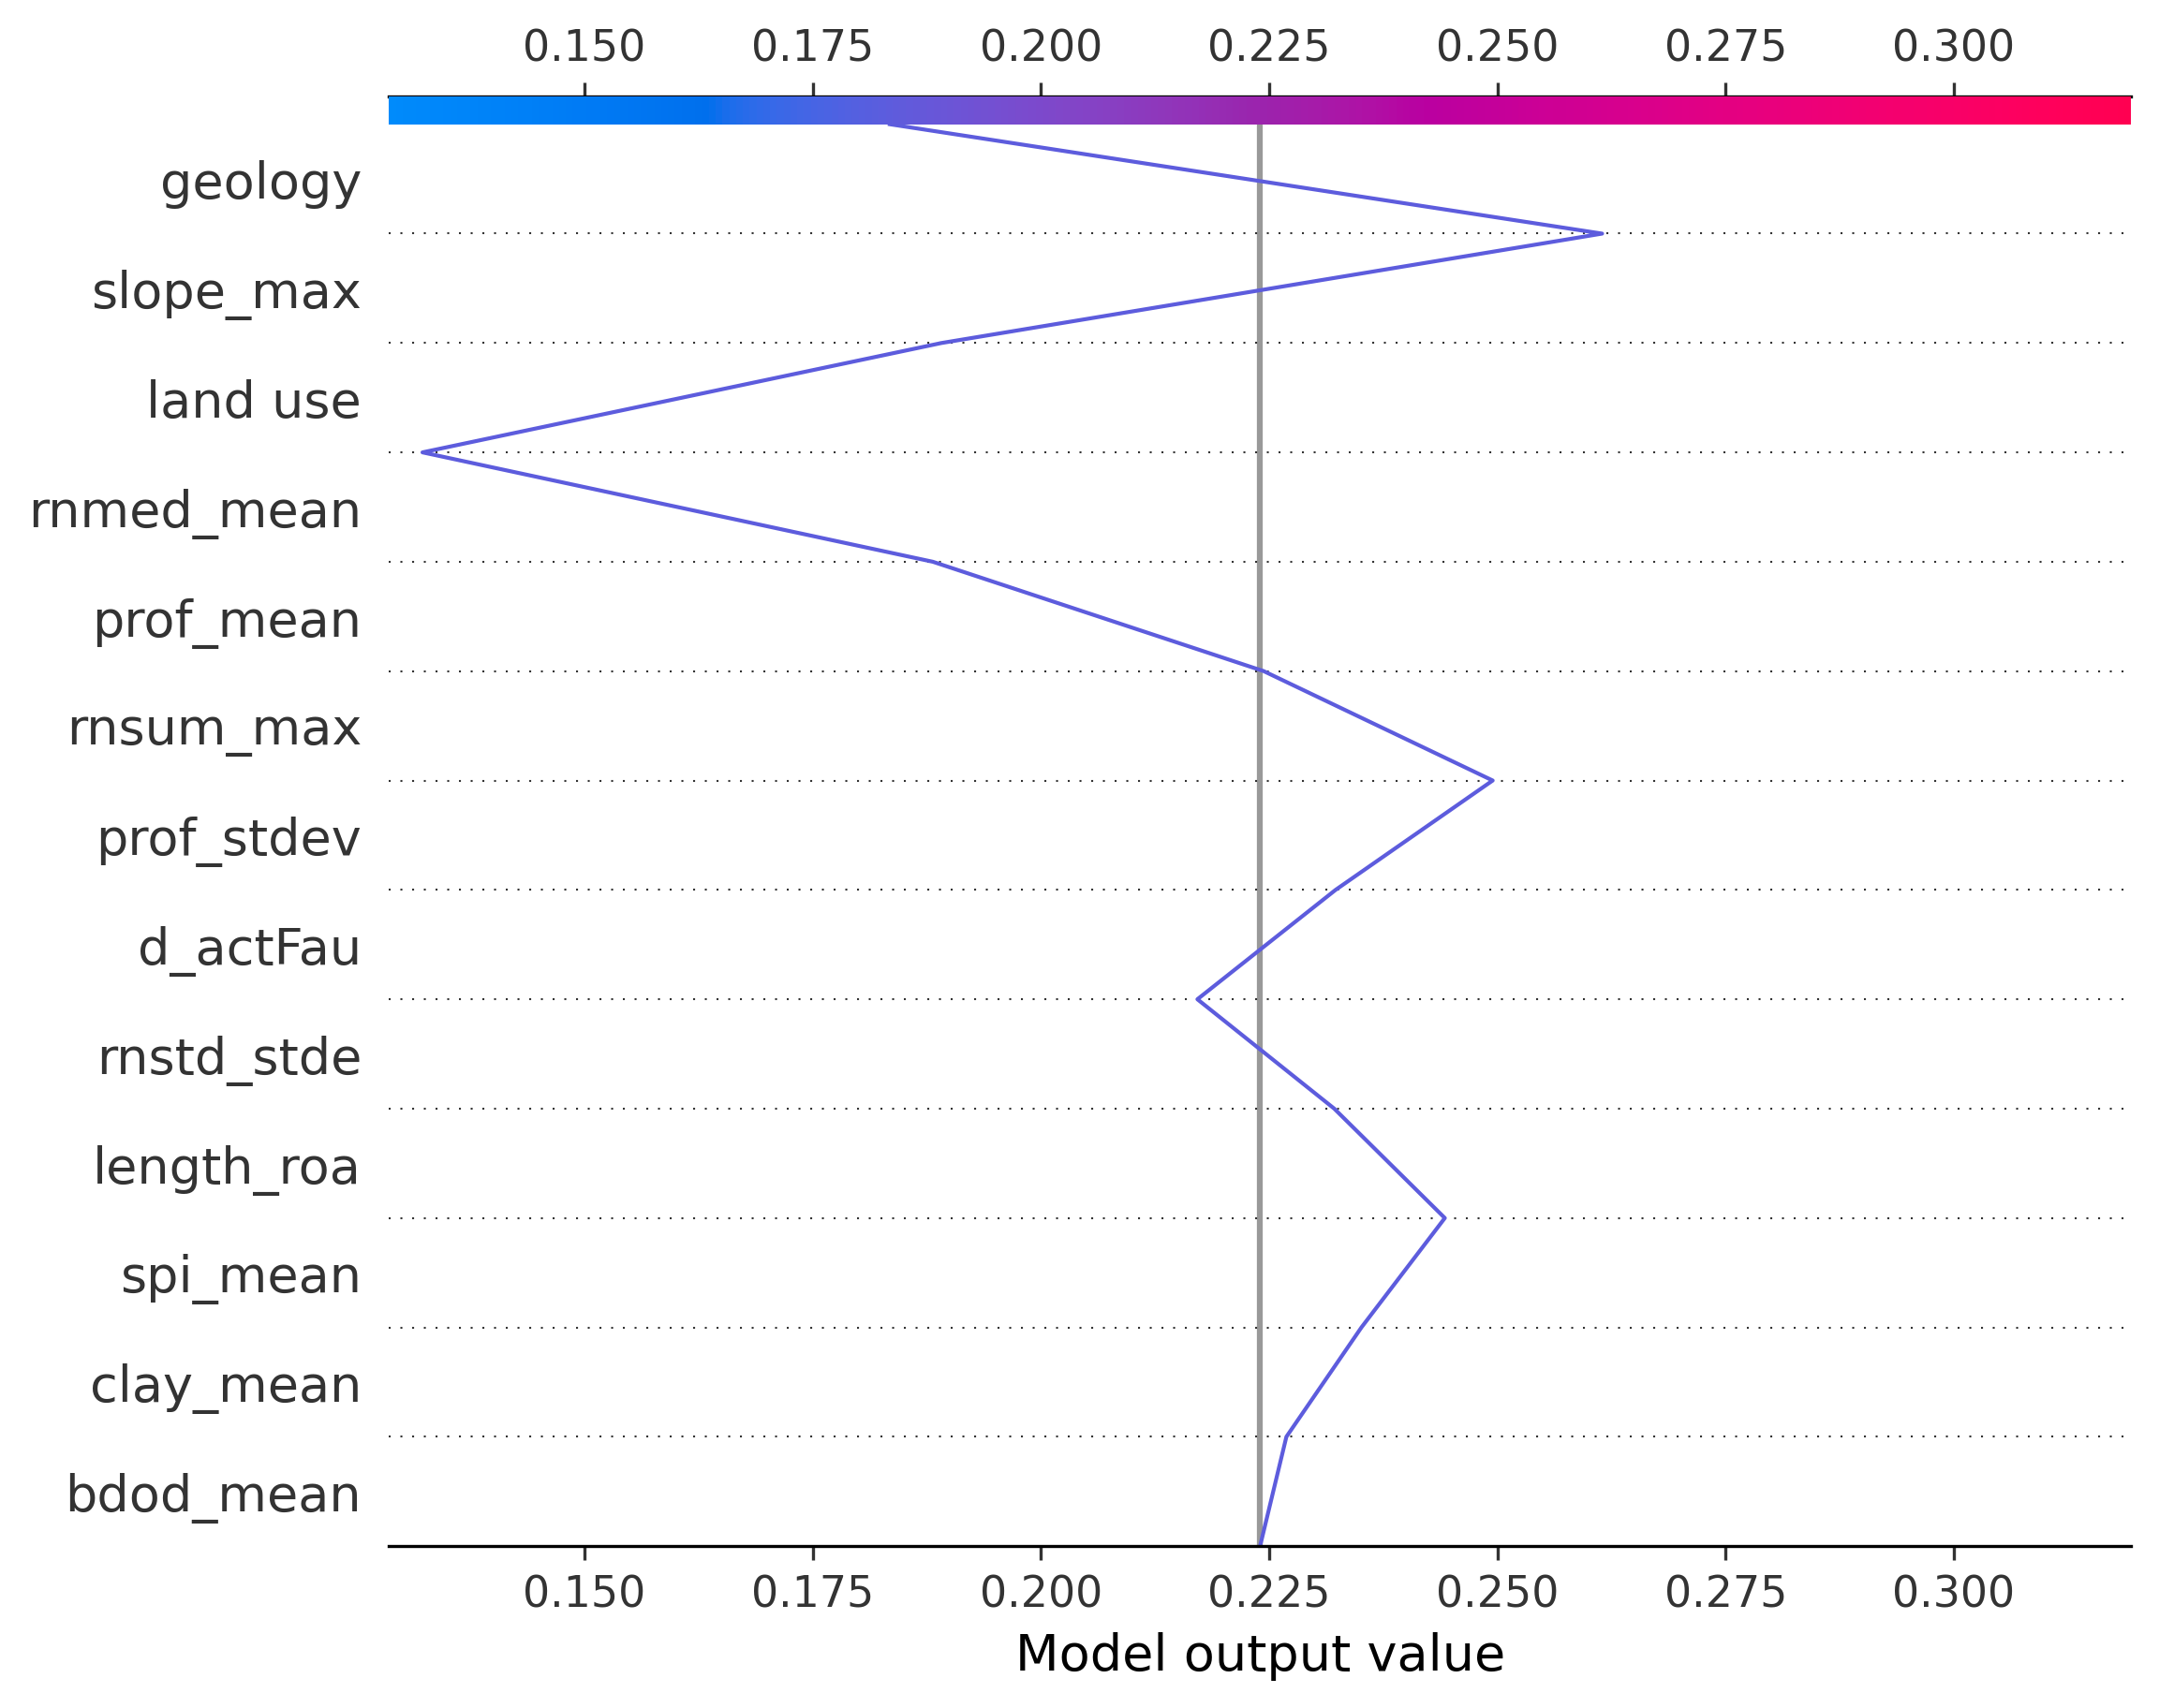 0.150 0.175 0.200 0.225 0.250 0.275 0.300
geology
slope_max
land use
rnmed_mean
prof_mean
rnsum_max
prof_stdev
d_actFau
rnstd_stde
length_roa
spi_mean
clay_mean
bdod_mean
0.150 0.175 0.200 0.225 0.250 0.275 0.300
Model output value